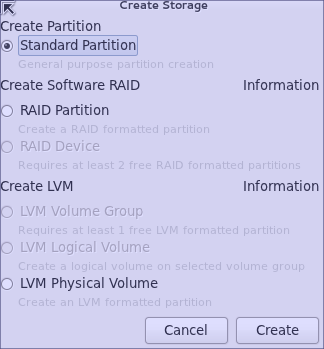 Create Storage
Create Partition
Standard Partition
General purpose partition creation
Create Software RAID Information
RAID Partition
Create a RAID formatted partition
RAID Device
Requires at least 2 free RAID formatted partitions
Create LVM Information
LVM Volume Group
Requires at least 1 free LVM formatted partition
LVM Logical Volume
Create a logical volume on selected volume group
LVM Physical Volume
Create an LVM formatted partition
Cancel Create